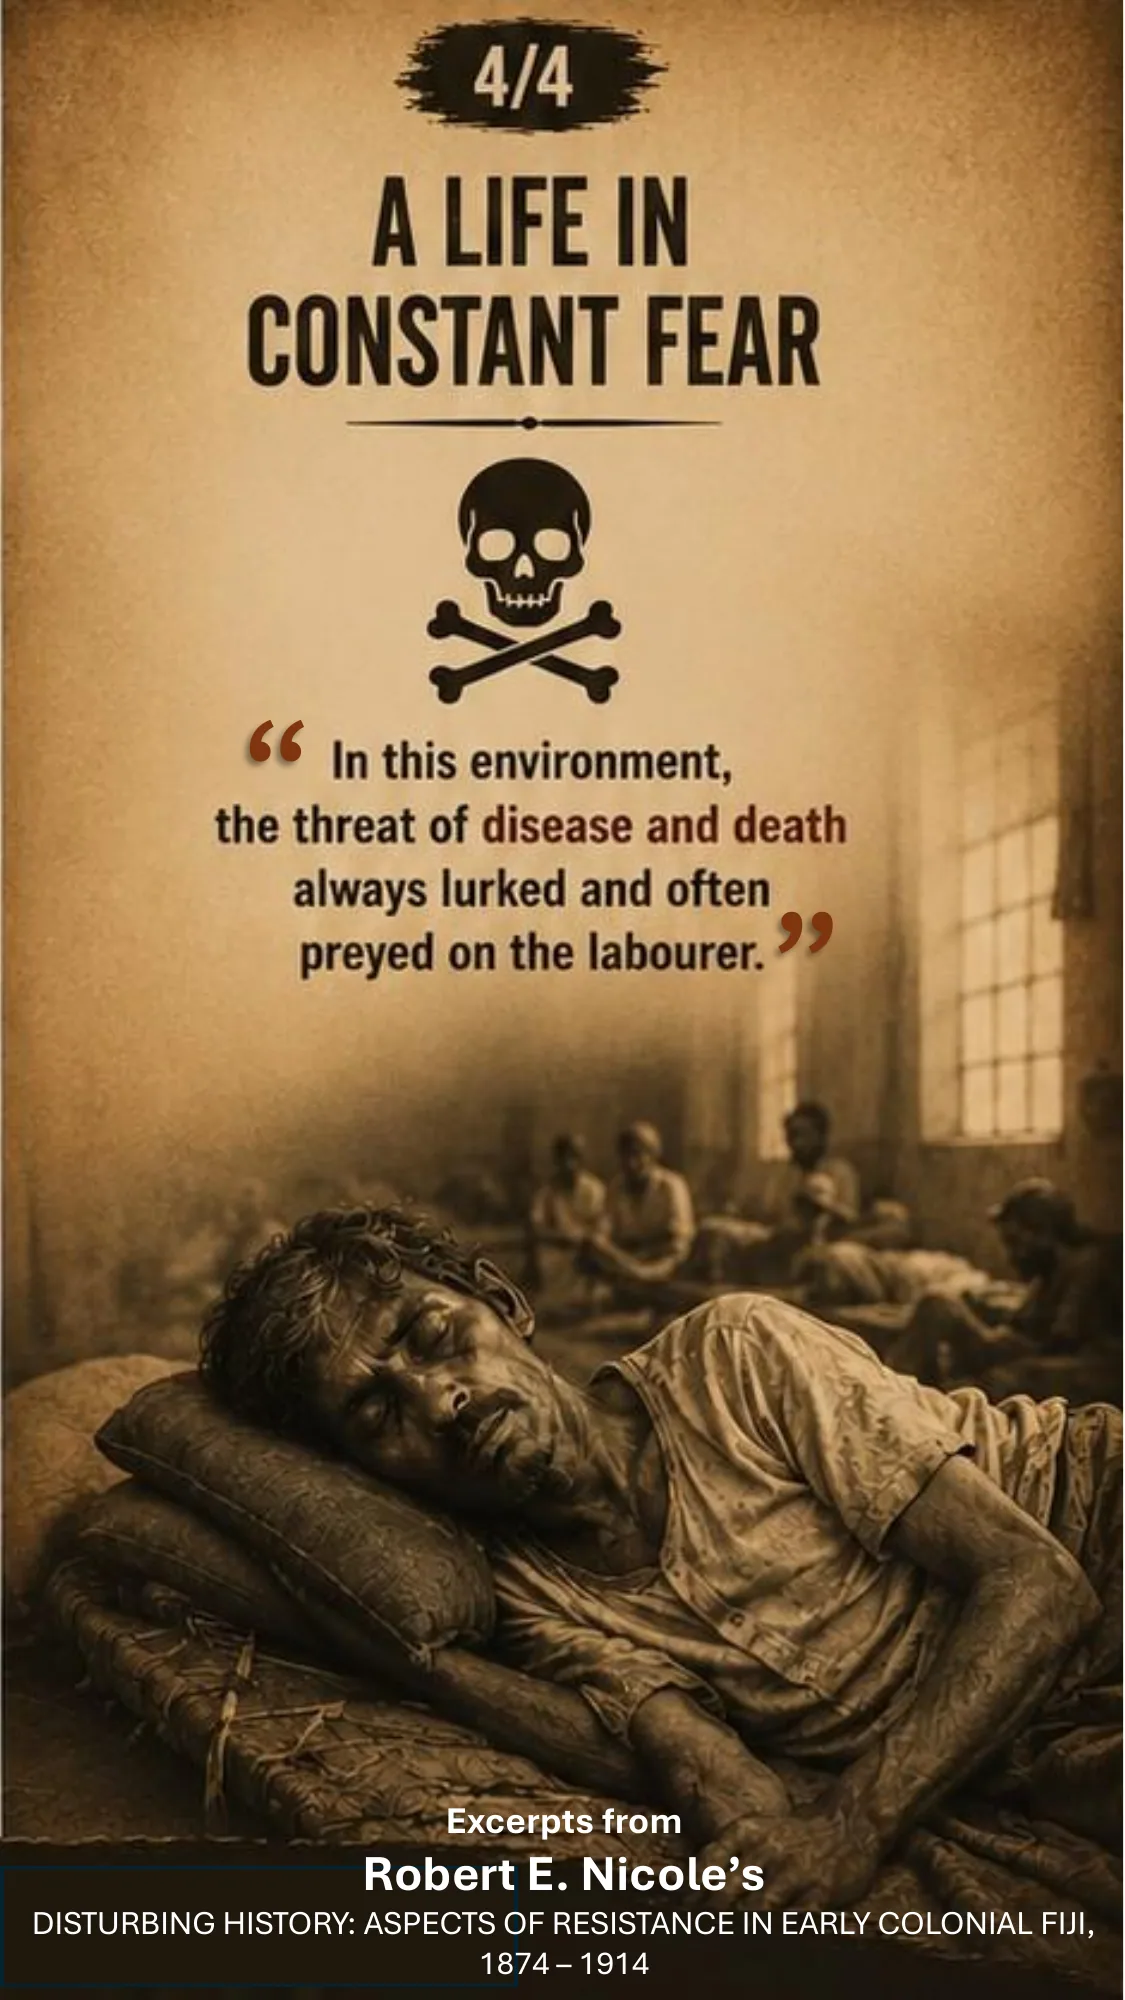 4/4
A LIFE IN
CONSTANT FEAR
“ In this environment,
the threat of disease and death
always lurked and often
preyed on the labourer. ”
Excerpts from
Robert E. Nicole’s
DISTURBING HISTORY: ASPECTS OF RESISTANCE IN EARLY COLONIAL FIJI,
1874 – 1914